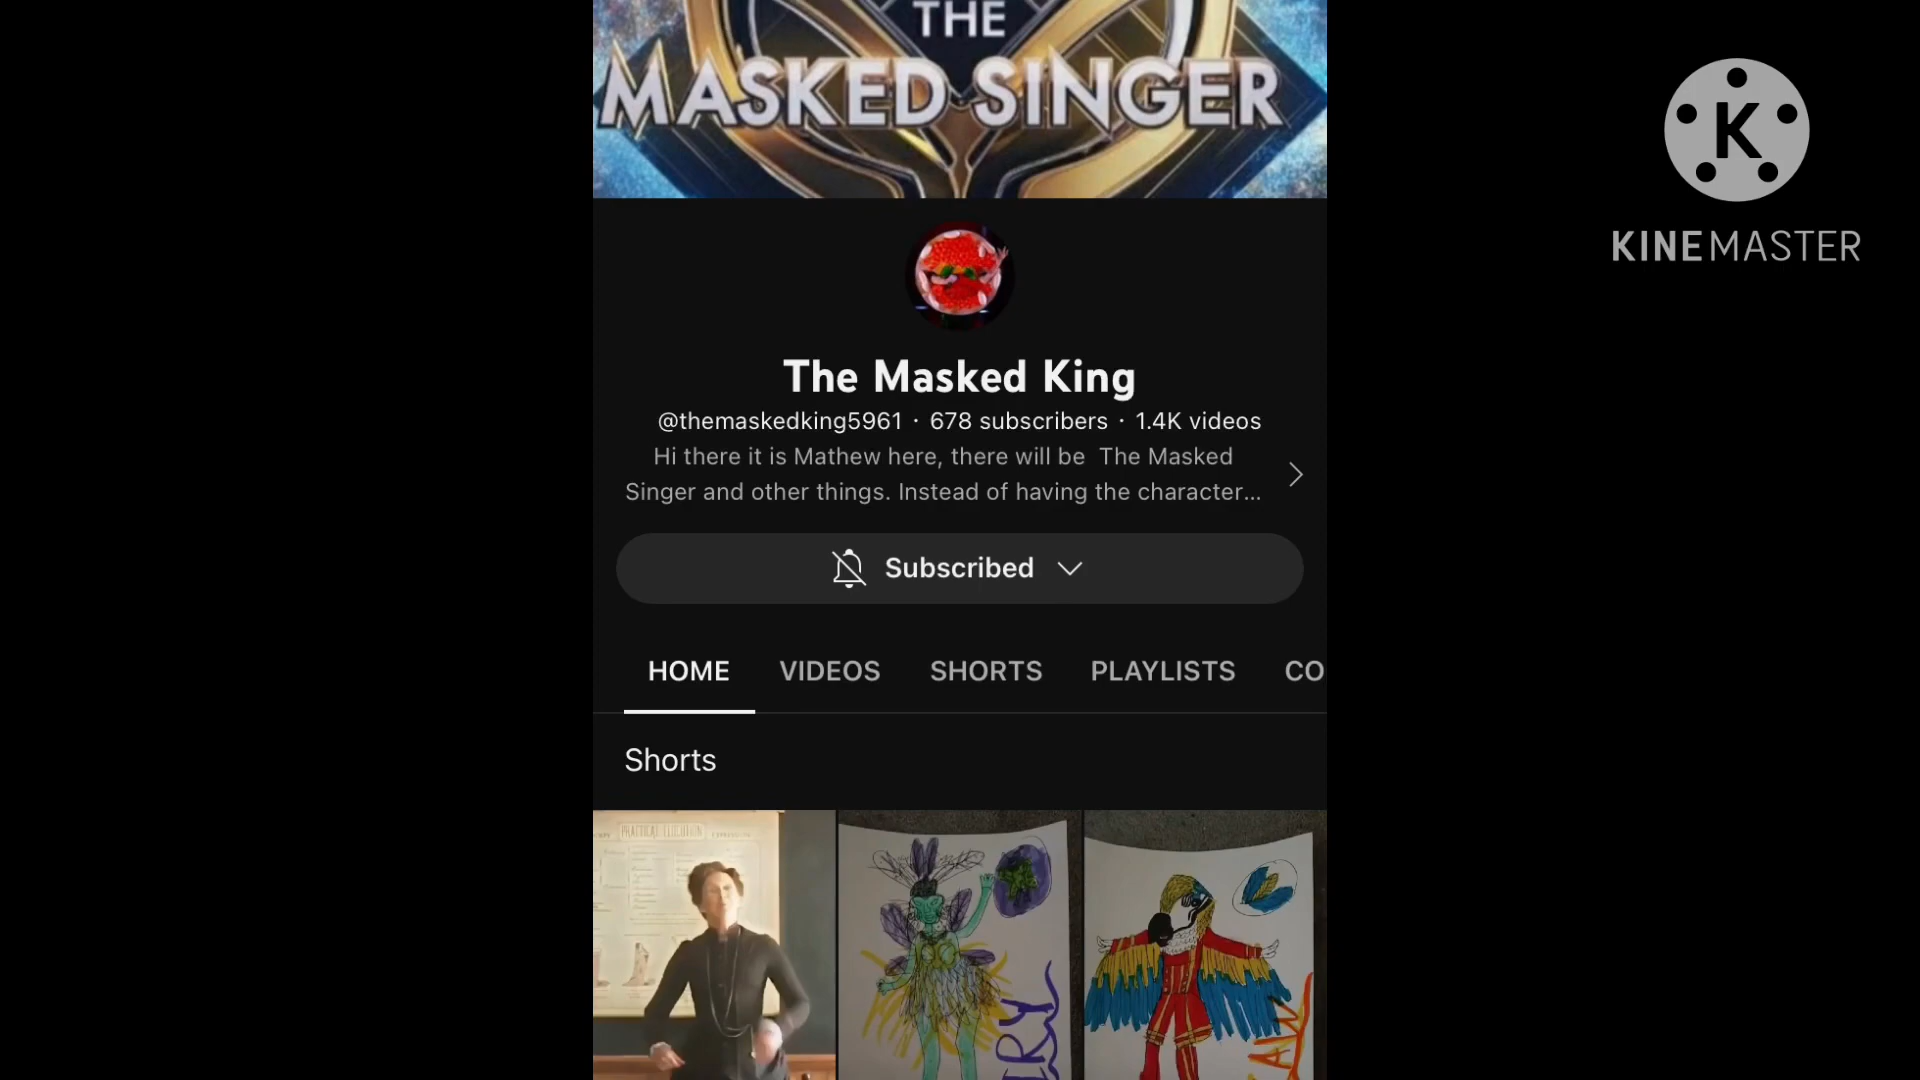 THE
MASKED SINGER
K
KINEMASTER
The Masked King
@themaskedking5961 · 678 subscribers · 1.4K videos
Hi there it is Mathew here, there will be  The Masked
Singer and other things. Instead of having the character...
Subscribed
HOME VIDEOS SHORTS PLAYLISTS CO
Shorts
PRACTICAL ELOCUTION